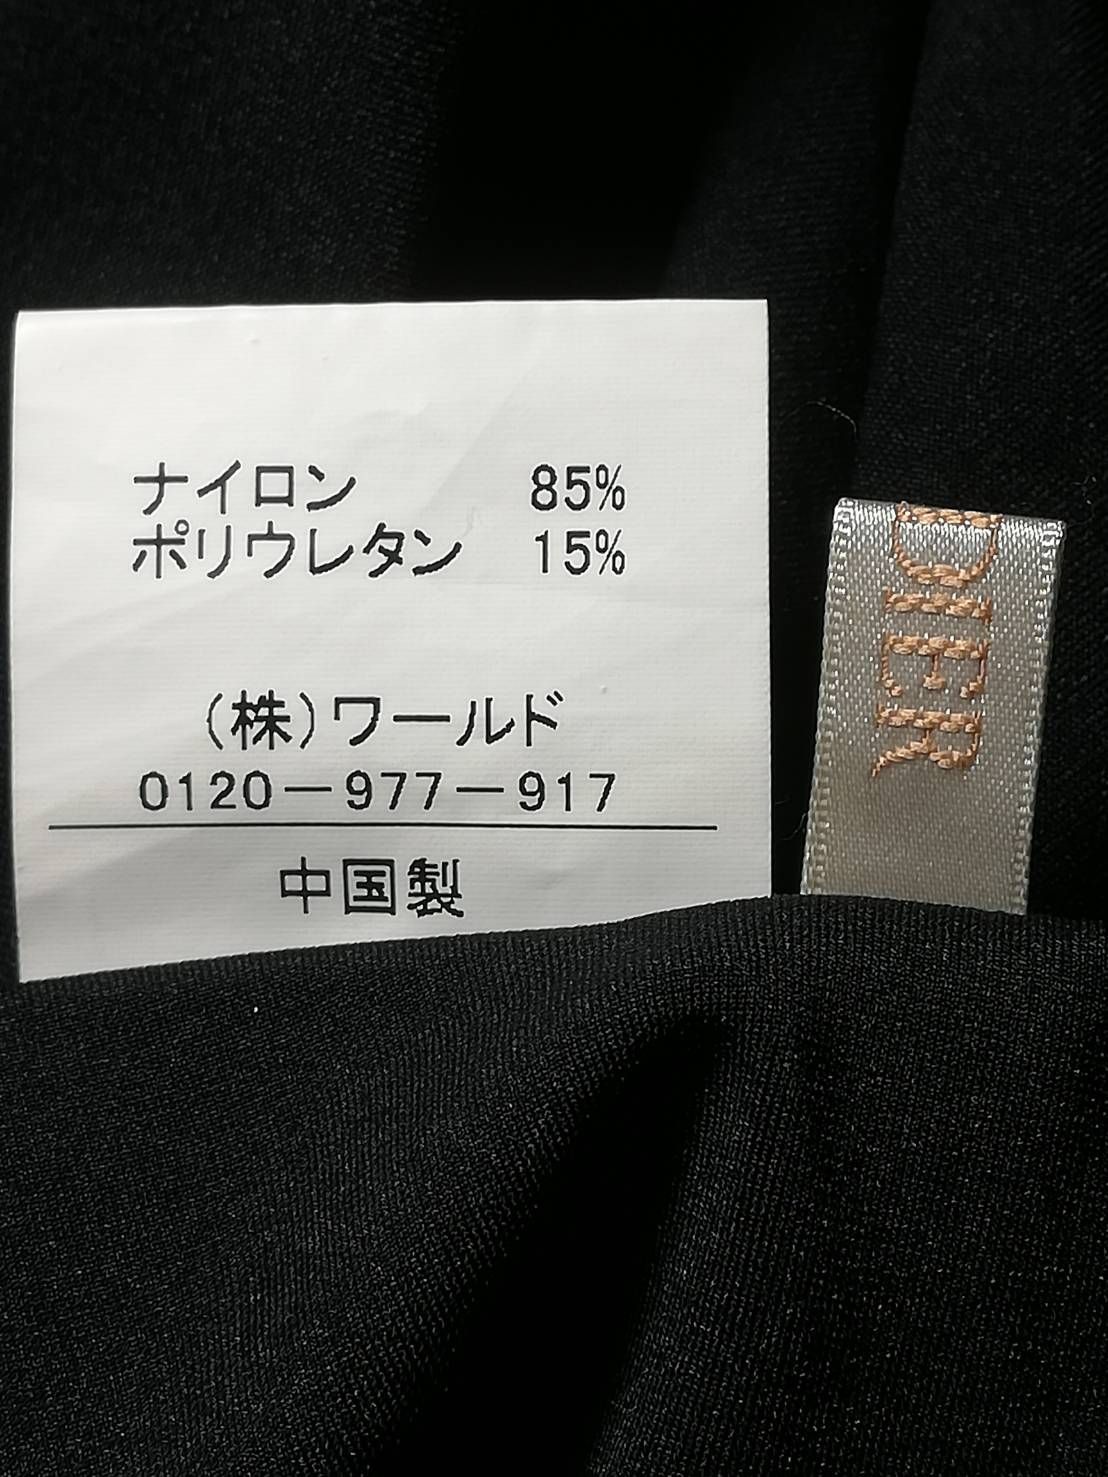 ナイロン 85%
ポリウレタン 15%
(株)ワールド
0120-977-917
中国製
DIER